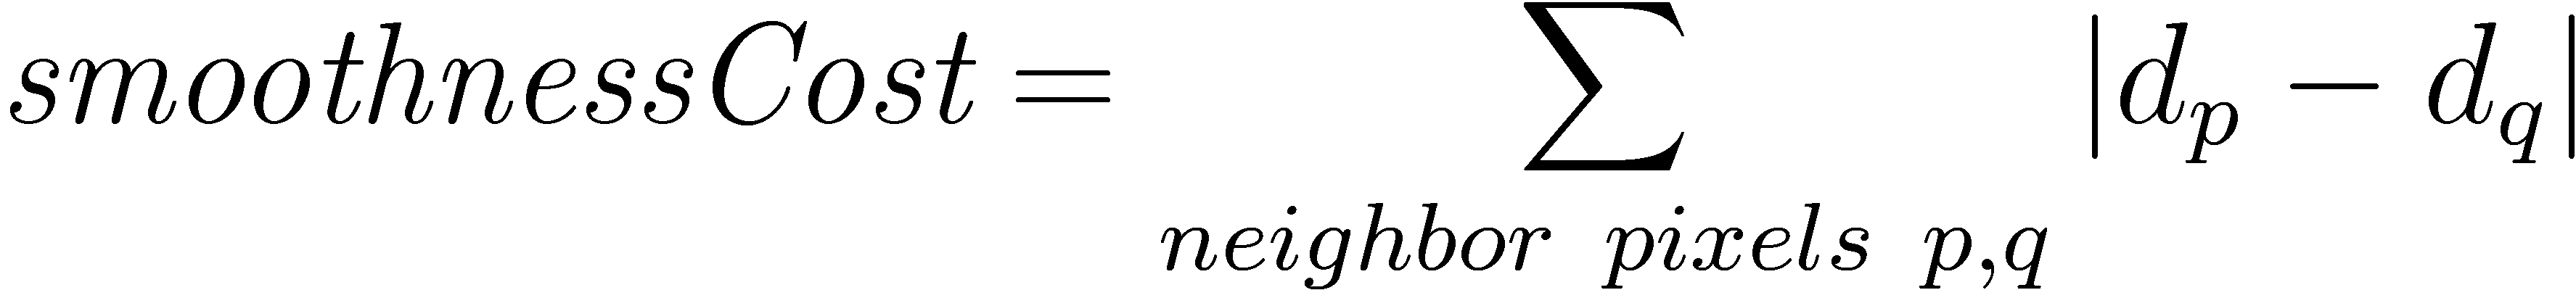 smoothnessCost = ∑ |d_p − d_q|
neighbor pixels p,q